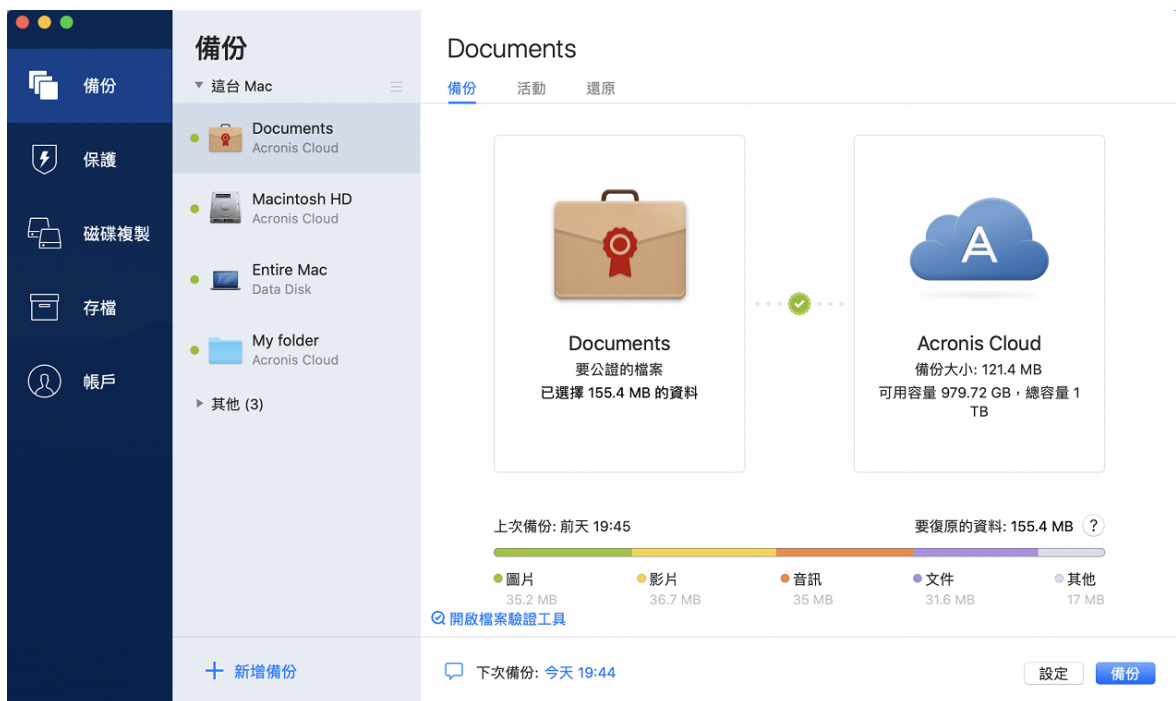 備份
保護
磁碟複製
存檔
帳戶
備份
這台 Mac
Documents
Acronis Cloud
Macintosh HD
Acronis Cloud
Entire Mac
Data Disk
My folder
Acronis Cloud
其他 (3)
新增備份
Documents
備份 活動 還原
Documents
要公證的檔案
已選擇 155.4 MB 的資料
Acronis Cloud
備份大小: 121.4 MB
可用容量 979.72 GB，總容量 1
TB
上次備份: 前天 19:45
要復原的資料: 155.4 MB ?
圖片 影片 音訊 文件 其他
35.2 MB 36.7 MB 35 MB 31.6 MB 17 MB
開啟檔案驗證工具
下次備份: 今天 19:44
設定 備份